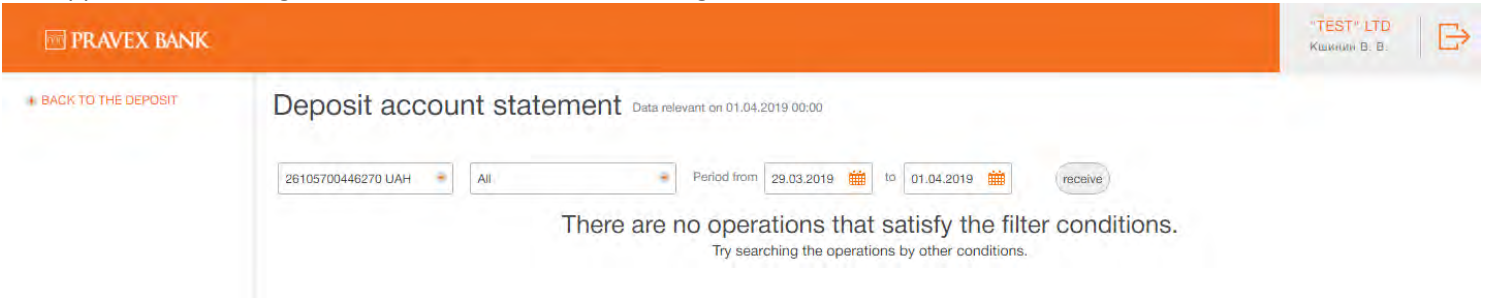 PRAVEX BANK
"TEST" LTD
Кшинин В. В.
BACK TO THE DEPOSIT
Deposit account statement Data relevant on 01.04.2019 00:00
26105700446270 UAH All Period from 29.03.2019 to 01.04.2019 receive
There are no operations that satisfy the filter conditions.
Try searching the operations by other conditions.